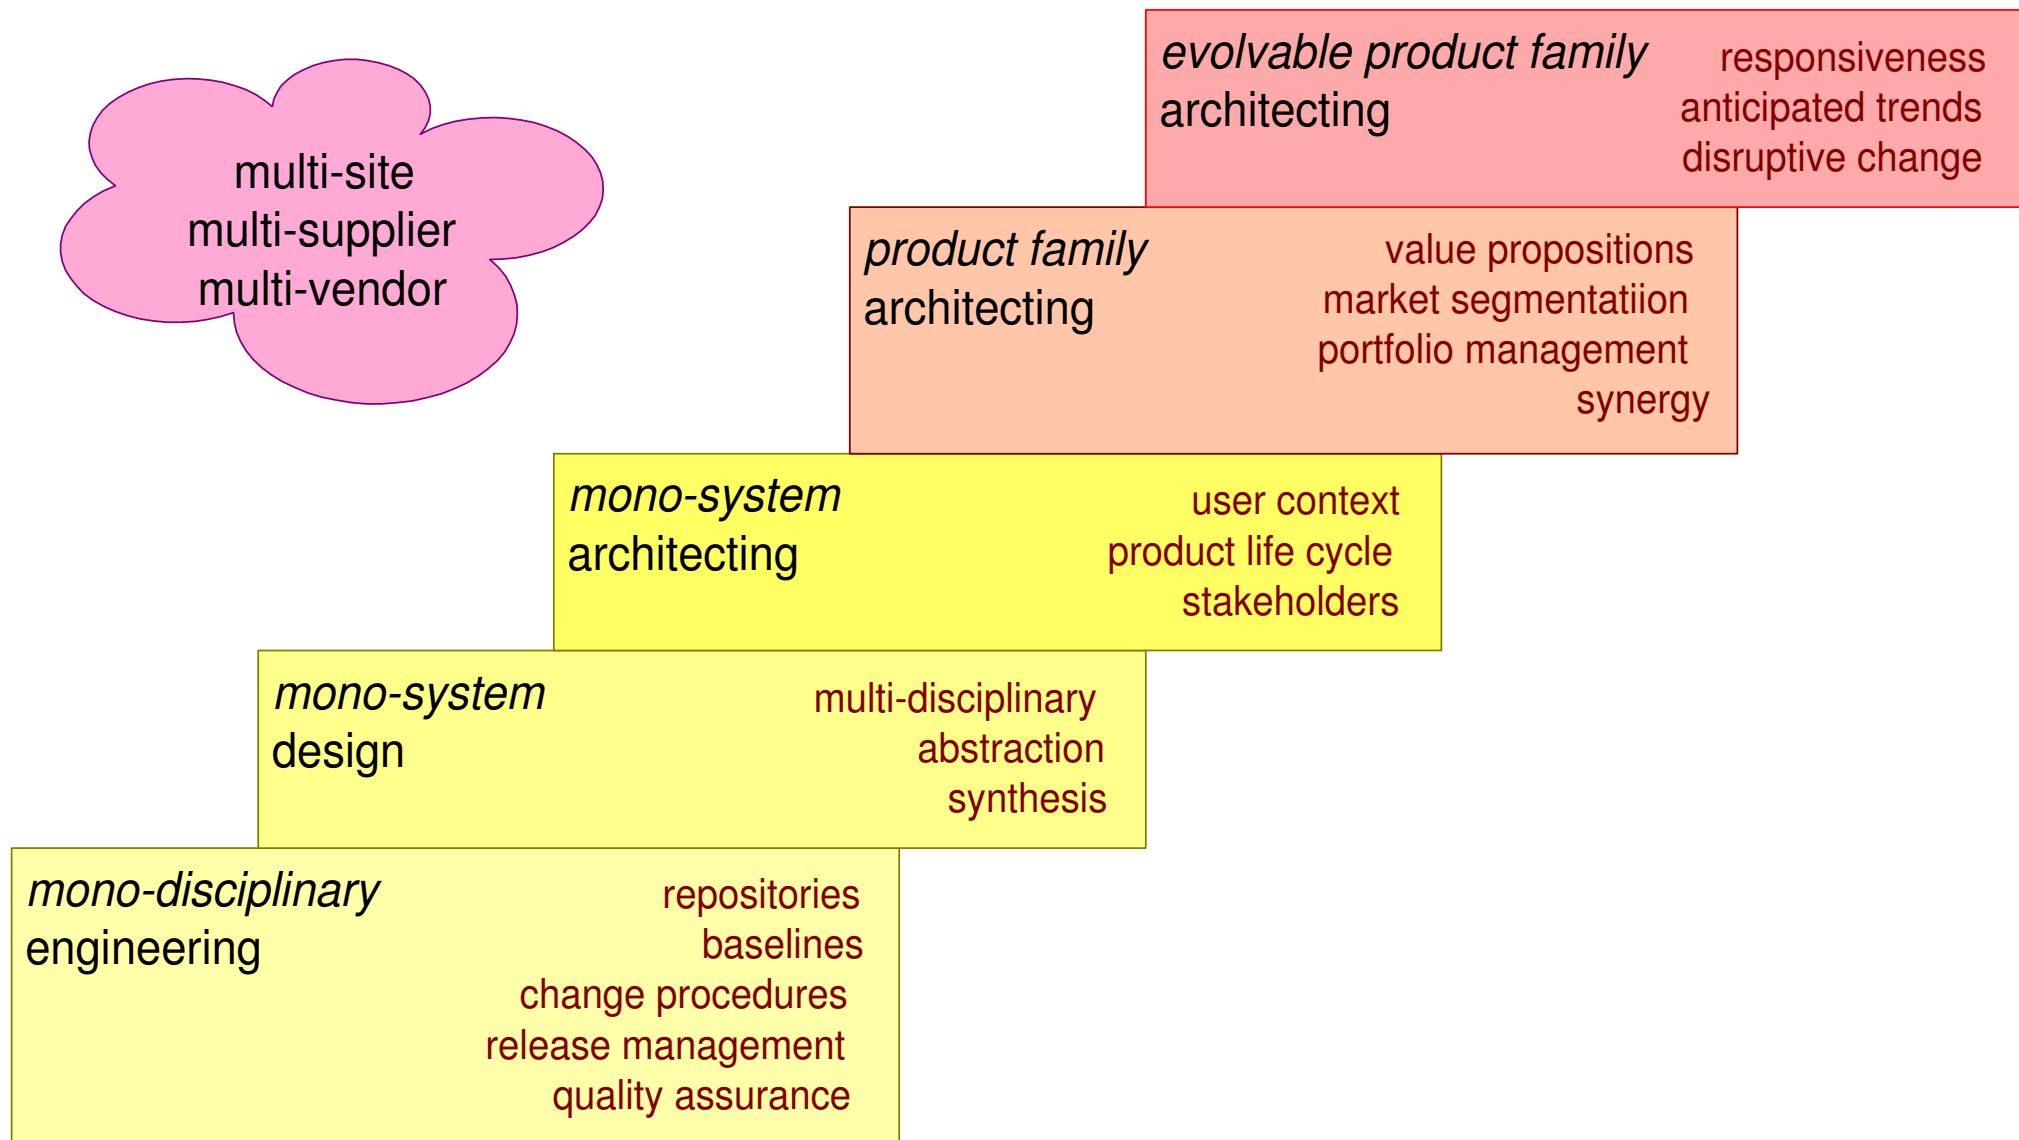 multi-site
multi-supplier
multi-vendor
evolvable product family
architecting
responsiveness
anticipated trends
disruptive change
product family
architecting
value propositions
market segmentatiion
portfolio management
synergy
mono-system
architecting
user context
product life cycle
stakeholders
mono-system
design
multi-disciplinary
abstraction
synthesis
mono-disciplinary
engineering
repositories
baselines
change procedures
release management
quality assurance